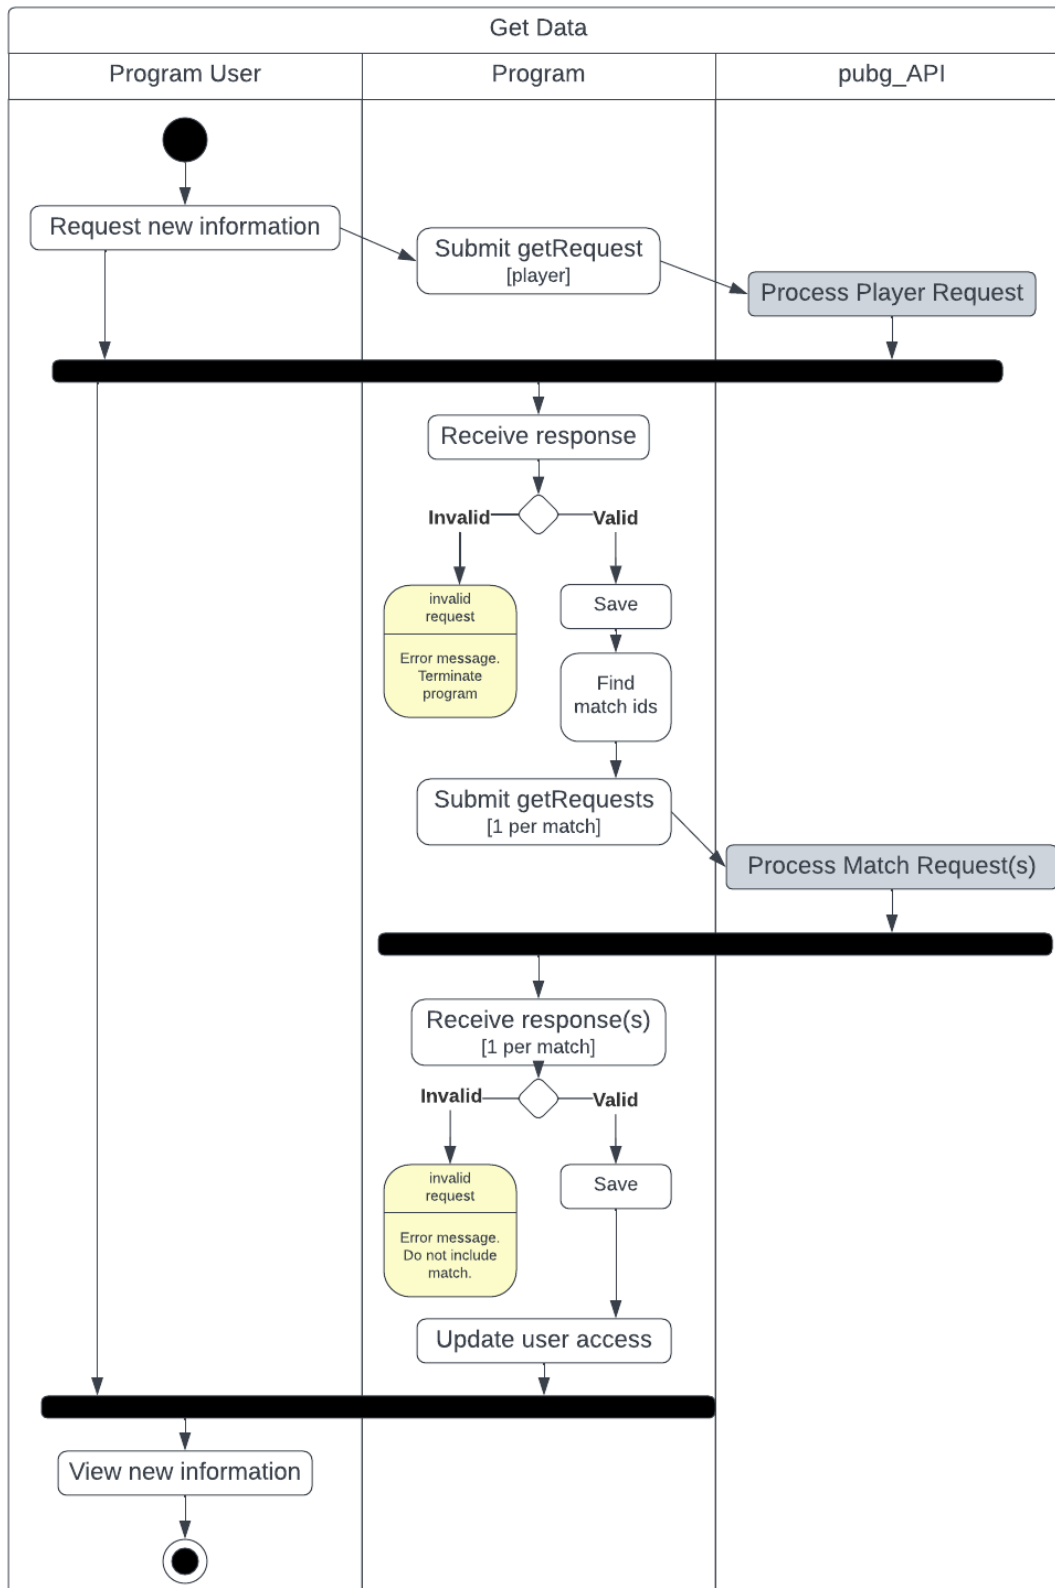 Get Data
Program User
Program
pubg_API
Request new information
Submit getRequest
[player]
Process Player Request
Receive response
Invalid
Valid
invalid
request
Error message.
Terminate
program
Save
Find
match ids
Submit getRequests
[1 per match]
Process Match Request(s)
Receive response(s)
[1 per match]
Invalid
Valid
invalid
request
Error message.
Do not include
match.
Save
Update user access
View new information